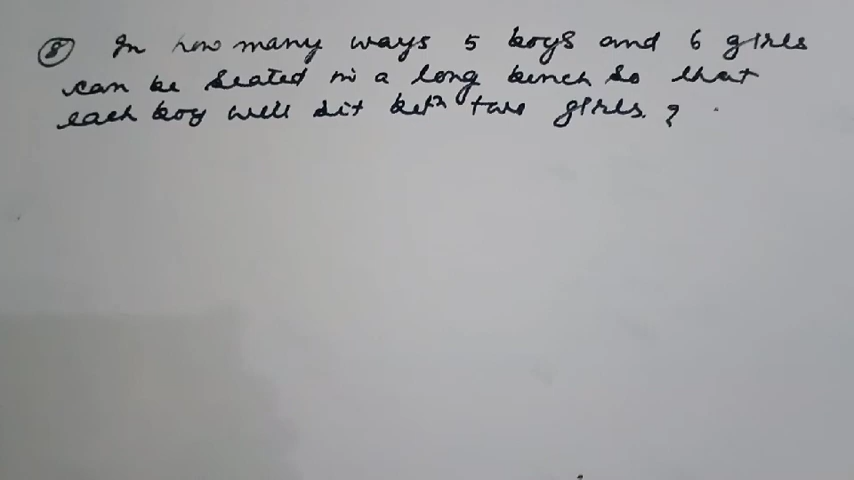 ⑧ In how many ways 5 boys and 6 girls
can be seated in a long bench so that
each boy will sit betn two girls. ?